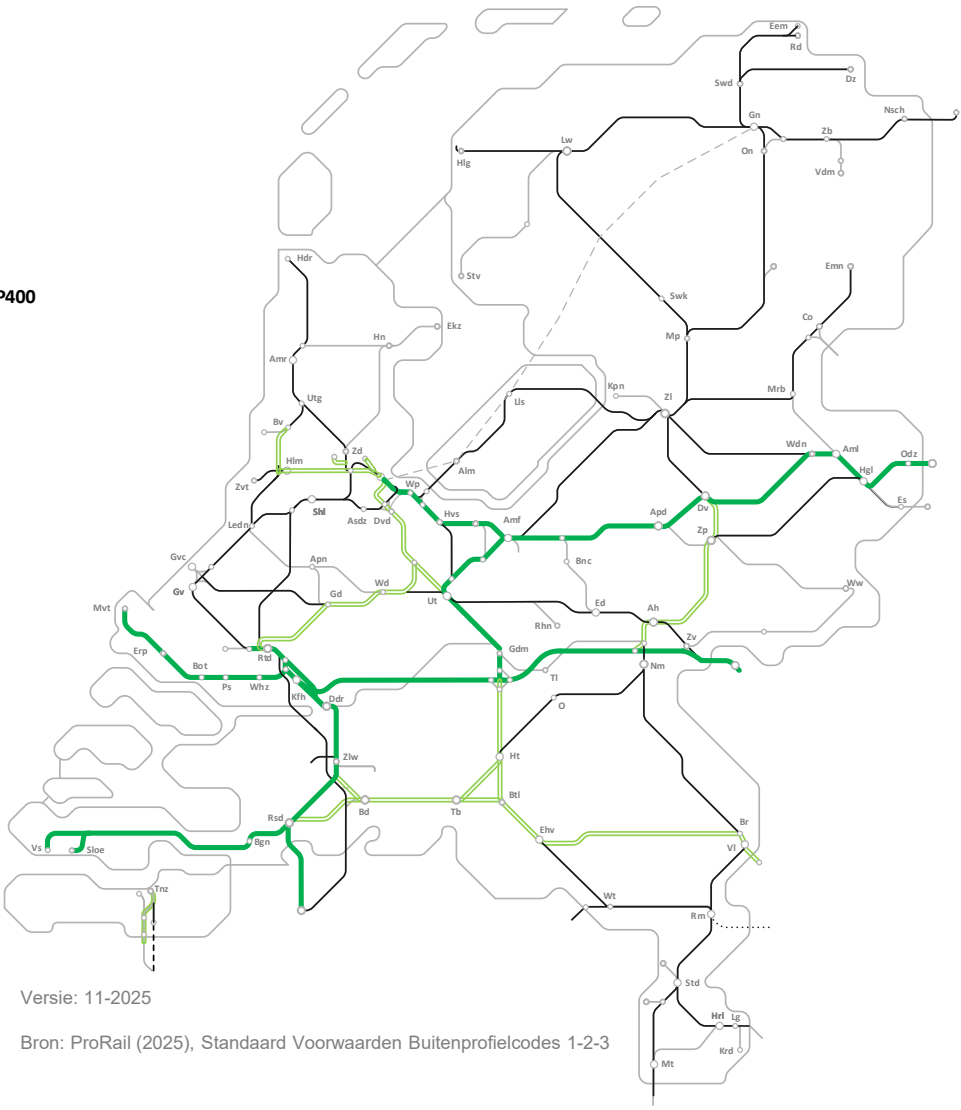 Eem
Rd
Swd
Dz
Gn
Nsch
Zb
On
Vdm
Lw
Hlg
Stv
Hdr
Emn
P400
Swk
Co
Ekz
Hn
Mp
Amr
Utg
Lls
Kpn
Zl
Mrb
Bv
Zd
Wdn
Aml
Odz
Hlm
Alm
Hgl
Zvt
Wp
Es
Shl
Asdz
Dvd
Hvs
Amf
Apd
Dv
Ledn
Zp
Gvc
Apn
Bnc
Gv
Wd
Ww
Mvt
Gd
Ut
Ed
Ah
Rhn
Zv
Erp
Rtd
Gdm
Bot
Ps
Whz
Tl
Nm
Kfh
Ddr
O
Zlw
Ht
Rsd
Bd
Tb
Btl
Ehv
Br
Vs
Sloe
Bgn
Vl
Tnz
Wt
Rm
Std
Versie: 11-2025
Hrl
Lg
Bron: ProRail (2025), Standaard Voorwaarden Buitenprofielcodes 1-2-3
Krd
Mt